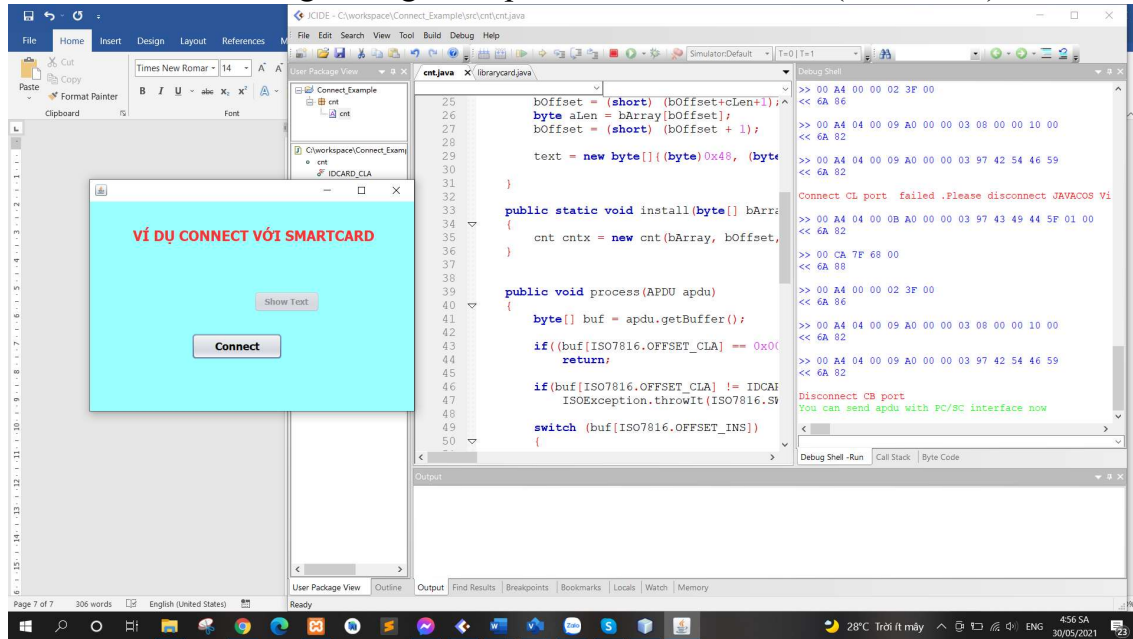 JCIDE - C:\workspace\Connect_Example\src\cnt\cnt.java
File Home Insert Design Layout References M
Cut
Copy
Format Painter
Paste
Clipboard
Times New Roman 14
B I U abc X₂ X²
Font
VÍ DỤ CONNECT VỚI SMARTCARD
Show Text
Connect
File Edit Search View Tool Build Debug Help
Simulator:Default
T=0|T=1
User Package View
Connect_Example
cnt
cnt
C:\workspace\Connect_Examp
cnt
IDCARD_CLA
cnt.java X librarycard.java
25 bOffset = (short) (bOffset+cLen+1);
26 byte aLen = bArray[bOffset];
27 bOffset = (short) (bOffset + 1);
28
29 text = new byte[]{(byte)0x48, (byte
30
31 }
32
33 public static void install(byte[] bArra
34 {
35 cnt cntx = new cnt(bArray, bOffset,
36 }
37
38
39 public void process(APDU apdu)
40 {
41 byte[] buf = apdu.getBuffer();
42
43 if((buf[ISO7816.OFFSET_CLA] == 0x00
44 return;
45
46 if(buf[ISO7816.OFFSET_CLA] != IDCAR
47 ISOException.throwIt(ISO7816.SW
48
49 switch (buf[ISO7816.OFFSET_INS])
50 {
Debug Shell
>> 00 A4 00 00 02 3F 00
<< 6A 86
>> 00 A4 04 00 09 A0 00 00 03 08 00 00 10 00
<< 6A 82
>> 00 A4 04 00 09 A0 00 00 03 97 42 54 46 59
<< 6A 82
Connect CL port failed .Please disconnect JAVACOS Vi
>> 00 A4 04 00 0B A0 00 00 03 97 43 49 44 5F 01 00
<< 6A 82
>> 00 CA 7F 68 00
<< 6A 88
>> 00 A4 00 00 02 3F 00
<< 6A 86
>> 00 A4 04 00 09 A0 00 00 03 08 00 00 10 00
<< 6A 82
>> 00 A4 04 00 09 A0 00 00 03 97 42 54 46 59
<< 6A 82
Disconnect CB port
You can send apdu with PC/SC interface now
Debug Shell -Run Call Stack Byte Code
Output
User Package View Outline
Output Find Results Breakpoints Bookmarks Locals Watch Memory
Page 7 of 7 306 words English (United States)
Ready
28°C Trời ít mây
ENG
4:56 SA
30/05/2021
23